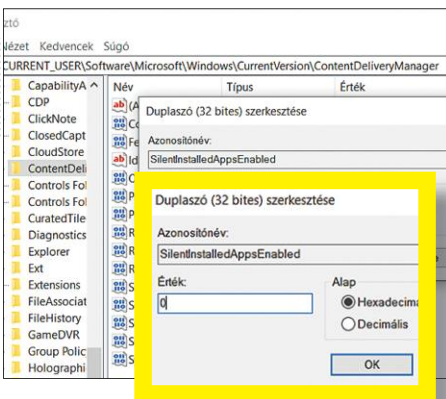 Nézet Kedvencek Súgó
CURRENT_USER\Software\Microsoft\Windows\CurrentVersion\ContentDeliveryManager
CapabilityA
CDP
ClickNote
ClosedCapt
CloudStore
ContentDeli
Controls Fol
Controls Fol
CuratedTile
Diagnostics
Explorer
Ext
Extensions
FileAssociat
FileHistory
GameDVR
Group Polic
Holographi
Név Típus Érték
Duplaszó (32 bites) szerkesztése
Azonosítónév:
SilentInstalledAppsEnabled
Duplaszó (32 bites) szerkesztése
Azonosítónév:
SilentInstalledAppsEnabled
Érték:
0
Alap
Hexadecima
Decimális
OK